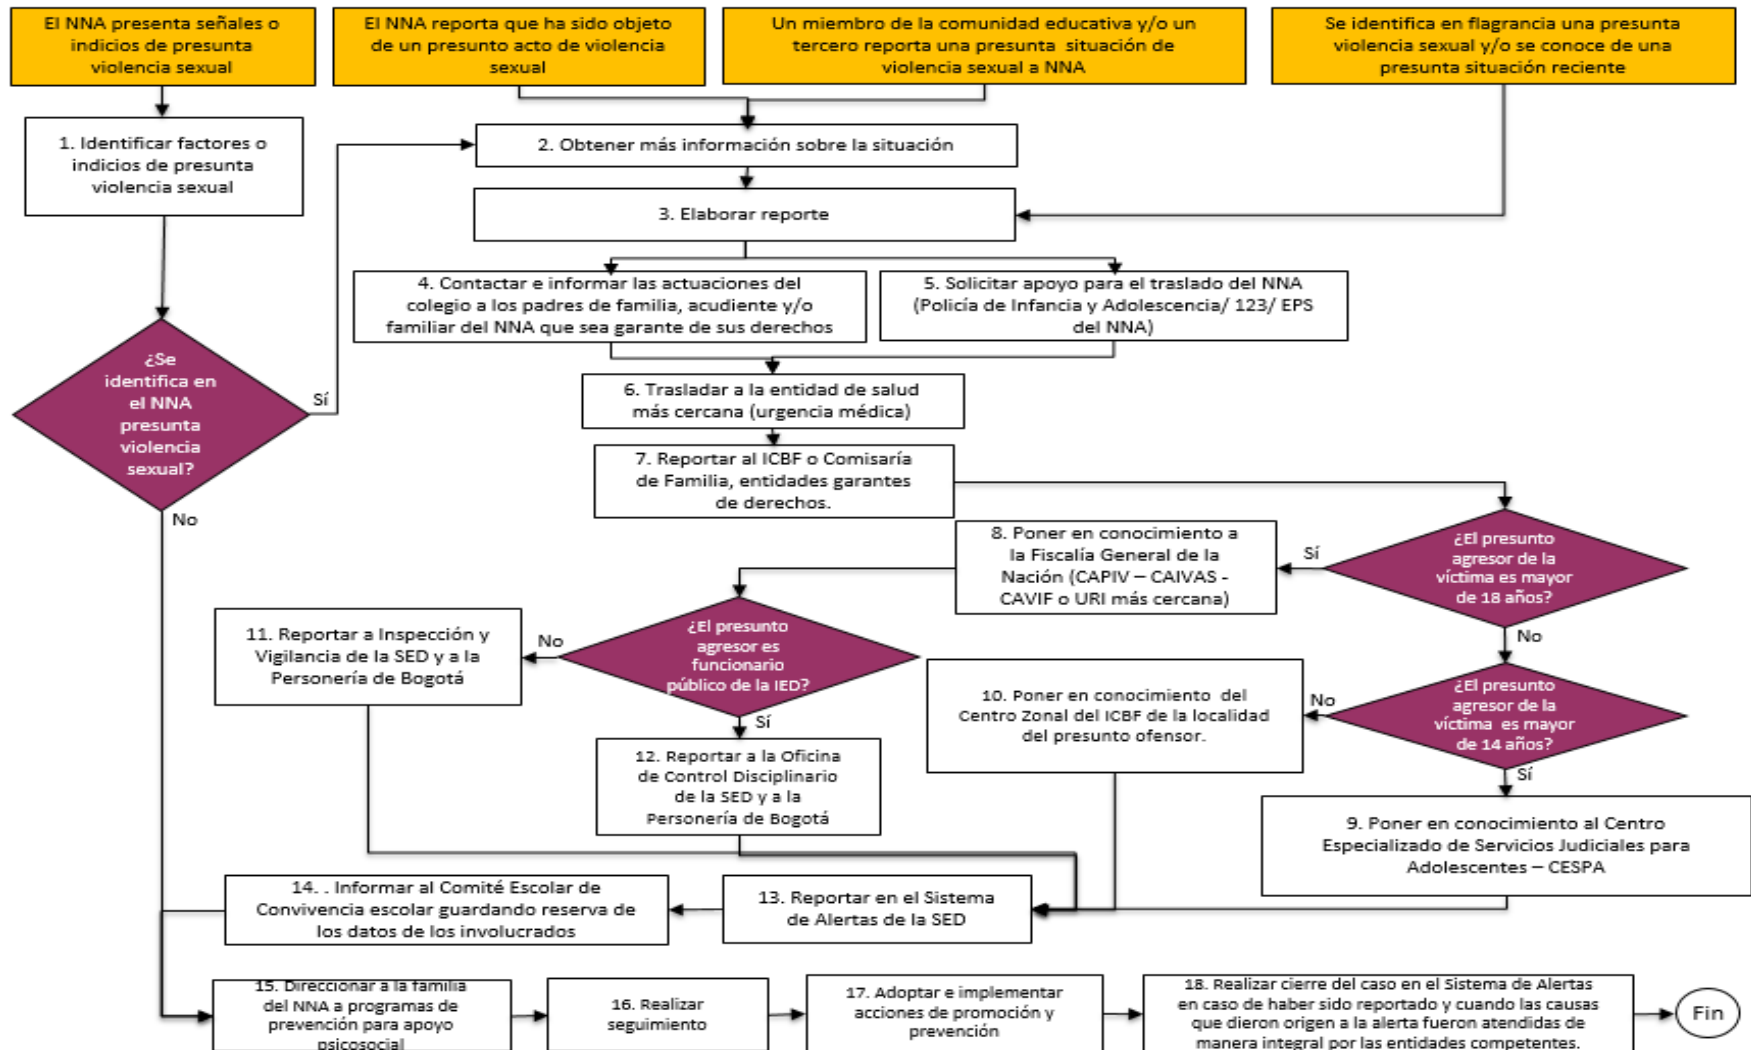 El NNA presenta señales o
indicios de presunta
violencia sexual
El NNA reporta que ha sido objeto
de un presunto acto de violencia
sexual
Un miembro de la comunidad educativa y/o un
tercero reporta una presunta situación de
violencia sexual a NNA
Se identifica en flagrancia una presunta
violencia sexual y/o se conoce de una
presunta situación reciente
1. Identificar factores o
indicios de presunta
violencia sexual
2. Obtener más información sobre la situación
3. Elaborar reporte
4. Contactar e informar las actuaciones del
colegio a los padres de familia, acudiente y/o
familiar del NNA que sea garante de sus derechos
5. Solicitar apoyo para el traslado del NNA
(Policía de Infancia y Adolescencia/ 123/ EPS
del NNA)
¿Se
identifica en
el NNA
presunta
violencia
sexual?
Sí
No
6. Trasladar a la entidad de salud
más cercana (urgencia médica)
7. Reportar al ICBF o Comisaría
de Familia, entidades garantes
de derechos.
¿El presunto
agresor de la
víctima es mayor
de 18 años?
Sí
No
8. Poner en conocimiento a
la Fiscalía General de la
Nación (CAPIV – CAIVAS -
CAVIF o URI más cercana)
¿El presunto
agresor es
funcionario
público de la IED?
No
Sí
11. Reportar a Inspección y
Vigilancia de la SED y a la
Personería de Bogotá
12. Reportar a la Oficina
de Control Disciplinario
de la SED y a la
Personería de Bogotá
¿El presunto
agresor de la
víctima es mayor
de 14 años?
No
Sí
10. Poner en conocimiento del
Centro Zonal del ICBF de la localidad
del presunto ofensor.
9. Poner en conocimiento al Centro
Especializado de Servicios Judiciales para
Adolescentes – CESPA
13. Reportar en el Sistema
de Alertas de la SED
14. . Informar al Comité Escolar de
Convivencia escolar guardando reserva de
los datos de los involucrados
15. Direccionar a la familia
del NNA a programas de
prevención para apoyo
psicosocial
16. Realizar
seguimiento
17. Adoptar e implementar
acciones de promoción y
prevención
18. Realizar cierre del caso en el Sistema de Alertas
en caso de haber sido reportado y cuando las causas
que dieron origen a la alerta fueron atendidas de
manera integral por las entidades competentes.
Fin